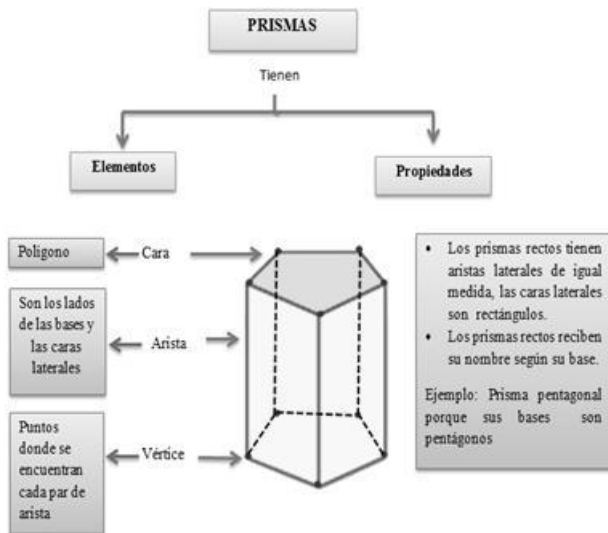 PRISMAS
Tienen
Elementos
Propiedades
Poligono
Cara
Son los lados
de las bases y
las caras
laterales
Arista
Puntos
donde se
encuentran
cada par de
arista
Vértice
• Los prismas rectos tienen
aristas laterales de igual
medida, las caras laterales
son rectángulos.
• Los prismas rectos reciben
su nombre según su base.
Ejemplo: Prisma pentagonal
porque sus bases son
pentágonos